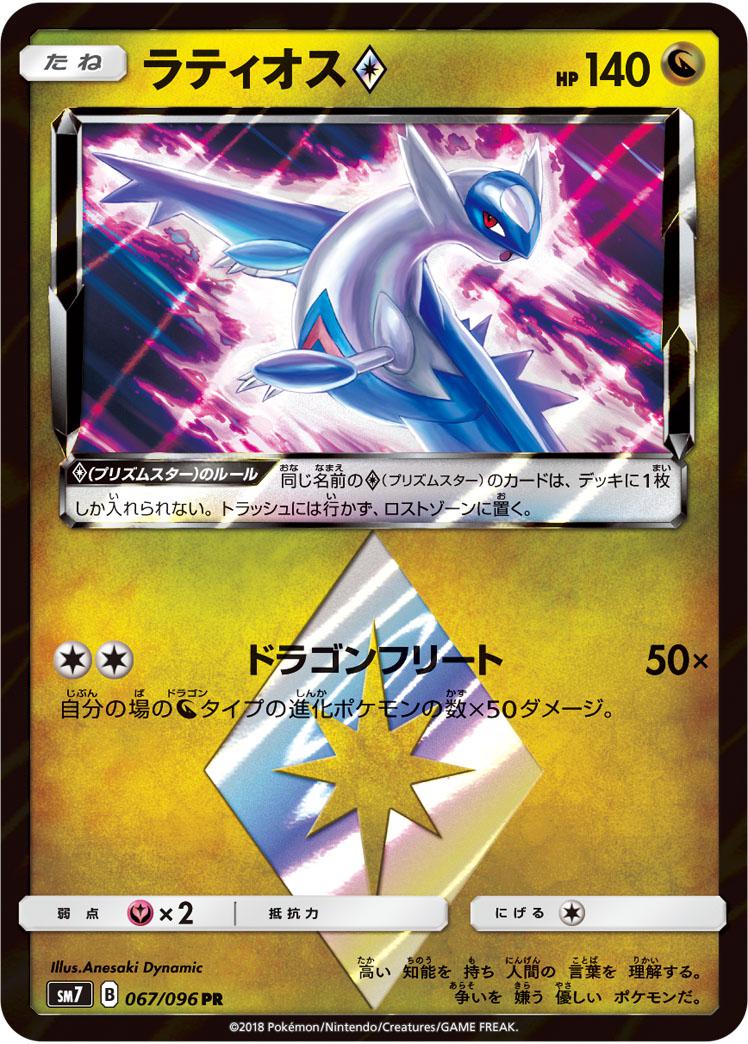 たね ラティオス HP 140
(プリズムスター)のルール 同じ名前の(プリズムスター)のカードは、デッキに1枚
しか入れられない。トラッシュには行かず、ロストゾーンに置く。
ドラゴンフリート 50×
自分の場のタイプの進化ポケモンの数×50ダメージ。
弱点 ×2 抵抗力 にげる
Illus.Anesaki Dynamic
高い 知能を 持ち 人間の 言葉を 理解する。
争いを 嫌う 優しい ポケモンだ。
SM7 B 067/096 PR
©2018 Pokémon/Nintendo/Creatures/GAME FREAK.